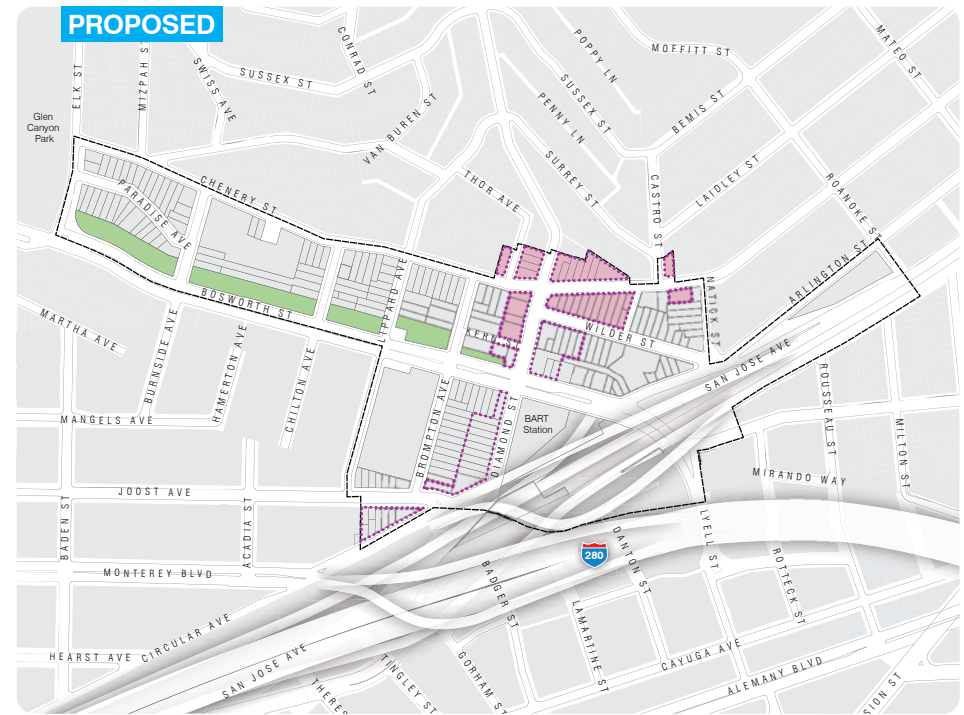 PROPOSED
ELK ST
MIZPAH S
SWISS AVE
SUSSEX ST
CONRAD ST
VAN BUREN ST
POPPY LN
MOFFITT ST
MATEO ST
SUSSEX ST
PENNY LN
BEMIS ST
Glen
Canyon
Park
THOR AVE
SURREY ST
CASTRO ST
LAIDLEY ST
ROANOKE ST
PARADISE AVE
CHENERY ST
BOSWORTH ST
LIPPARD AVE
ARLINGTON ST
NATICK ST
WILDER ST
SAN JOSE AVE
MARTHA AVE
BURNSIDE AVE
HAMERTON AVE
CHILTON AVE
MANGELS AVE
BROMPTON AVE
DIAMOND ST
BART
Station
ROUSSEAU ST
MILTON ST
MIRANDO WAY
JOOST AVE
BADEN ST
ACADIA ST
LYELL ST
280
DANTON ST
ROTTECK ST
MONTEREY BLVD
BADGER ST
LAMARTINE ST
CIRCULAR AVE
HEARST AVE
SAN JOSE AVE
TINGLEY ST
GORHAM ST
CAYUGA AVE
ALEMANY BLVD
THERES
SION ST